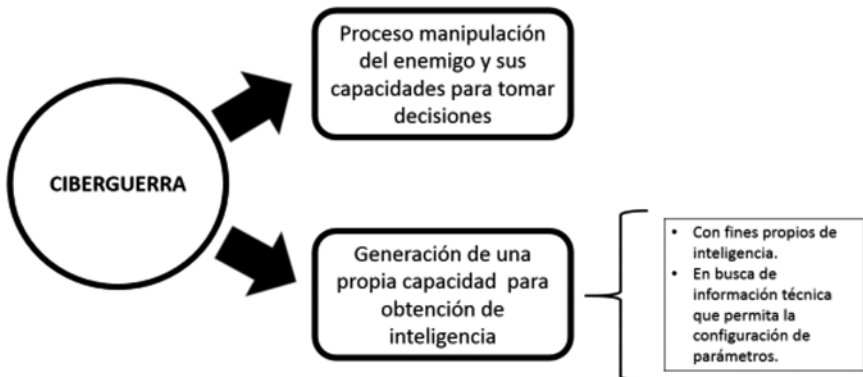 CIBERGUERRA
Proceso manipulación
del enemigo y sus
capacidades para tomar
decisiones
Generación de una
propia capacidad para
obtención de
inteligencia
• Con fines propios de
inteligencia.
• En busca de
información técnica
que permita la
configuración de
parámetros.